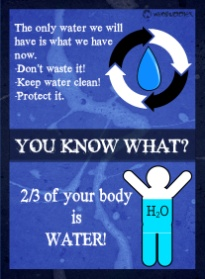 The only water we will
have is what we have
now.
-Don't waste it!
-Keep water clean!
-Protect it.
YOU KNOW WHAT?
2/3 of your body
is
WATER!
H₂O